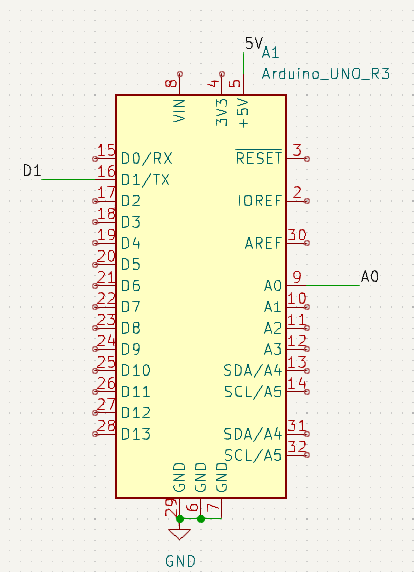 5V
A1
Arduino_UNO_R3
8 4 5
VIN 3V3 +5V
15 D0/RX RESET 3
D1 16 D1/TX
17 D2 IOREF 2
18 D3
19 D4 AREF 30
20 D5
21 D6 A0 9 A0
22 D7 A1 10
23 D8 A2 11
24 D9 A3 12
25 D10 SDA/A4 13
26 D11 SCL/A5 14
27 D12
28 D13 SDA/A4 31
SCL/A5 32
GND GND GND
29 6 7
GND